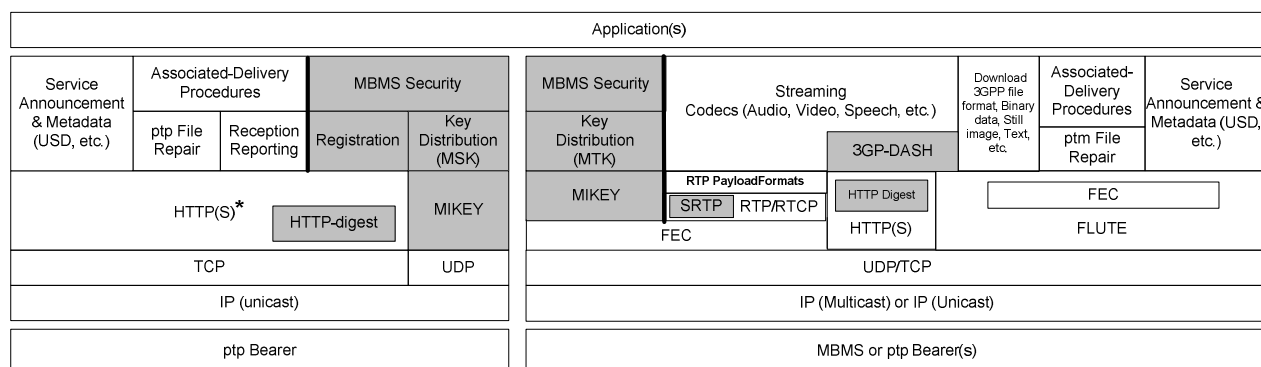 Application(s)
Service
Announcement
& Metadata
(USD, etc.)
Associated-Delivery
Procedures
ptp File
Repair
Reception
Reporting
MBMS Security
Registration
Key
Distribution
(MSK)
HTTP(S)*
HTTP-digest
MIKEY
TCP
UDP
IP (unicast)
ptp Bearer
MBMS Security
Key
Distribution
(MTK)
MIKEY
Streaming
Codecs (Audio, Video, Speech, etc.)
3GP-DASH
RTP PayloadFormats
SRTP
RTP/RTCP
FEC
HTTP Digest
HTTP(S)
Download
3GPP file
format, Binary
data, Still
image, Text,
etc.
Associated-
Delivery
Procedures
ptm File
Repair
Service
Announcement &
Metadata (USD,
etc.)
FEC
FLUTE
UDP/TCP
IP (Multicast) or IP (Unicast)
MBMS or ptp Bearer(s)